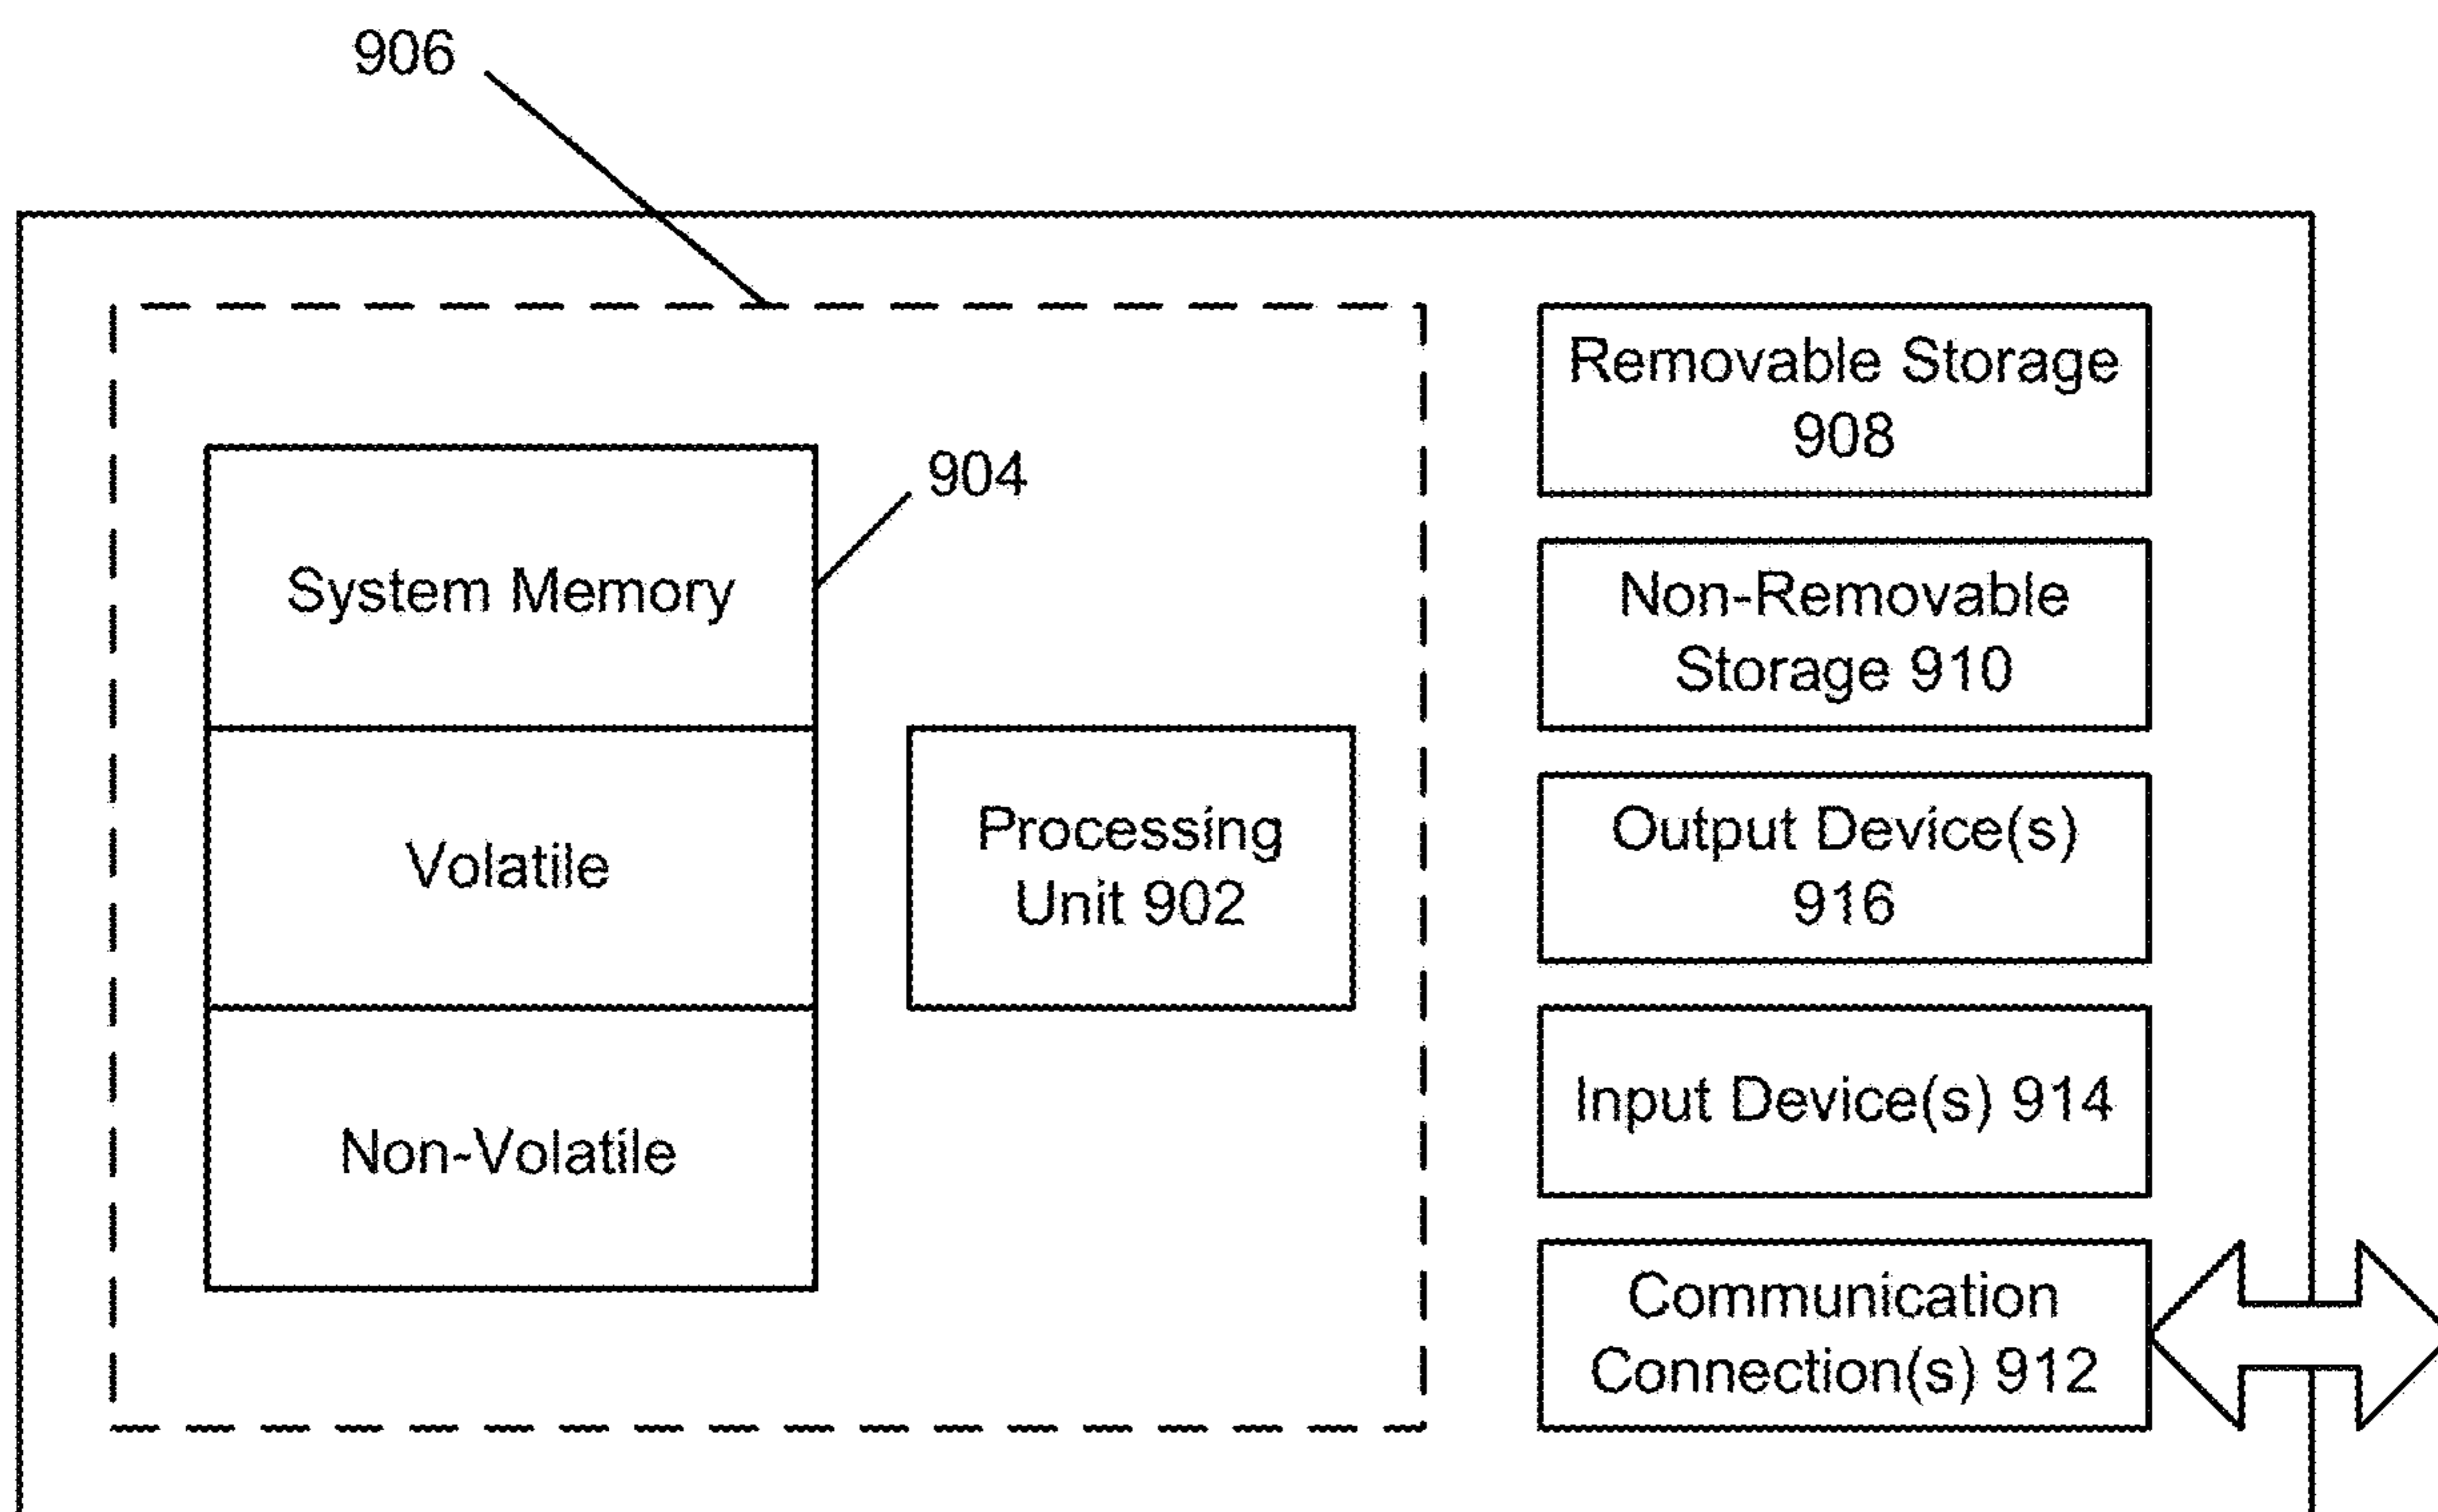 906
904
System Memory
Volatile
Non-Volatile
Processing
Unit 902
Removable Storage
908
Non-Removable
Storage 910
Output Device(s)
916
Input Device(s) 914
Communication
Connection(s) 912